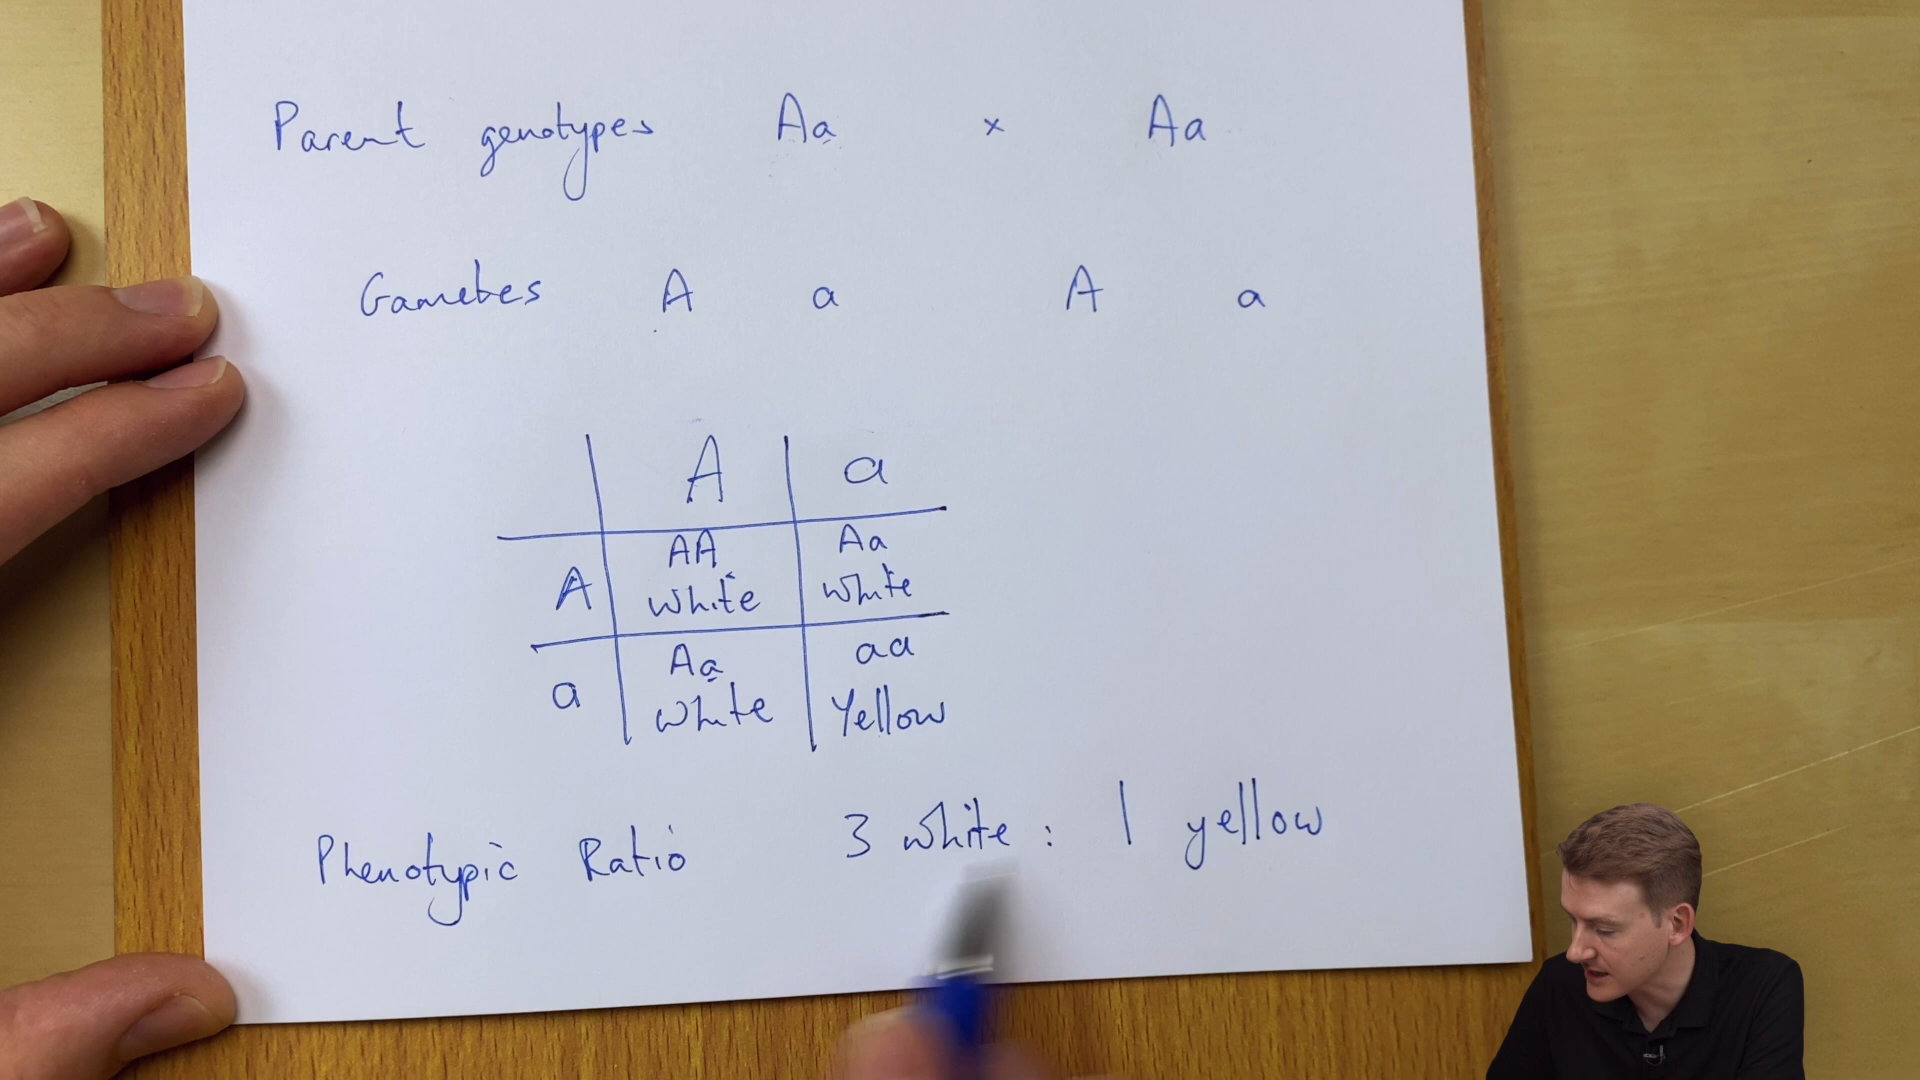 Parent genotypes Aa x Aa
Gametes A a A a
A a
A AA Aa
white white
a Aa aa
white Yellow
Phenotypic Ratio 3 white : 1 yellow